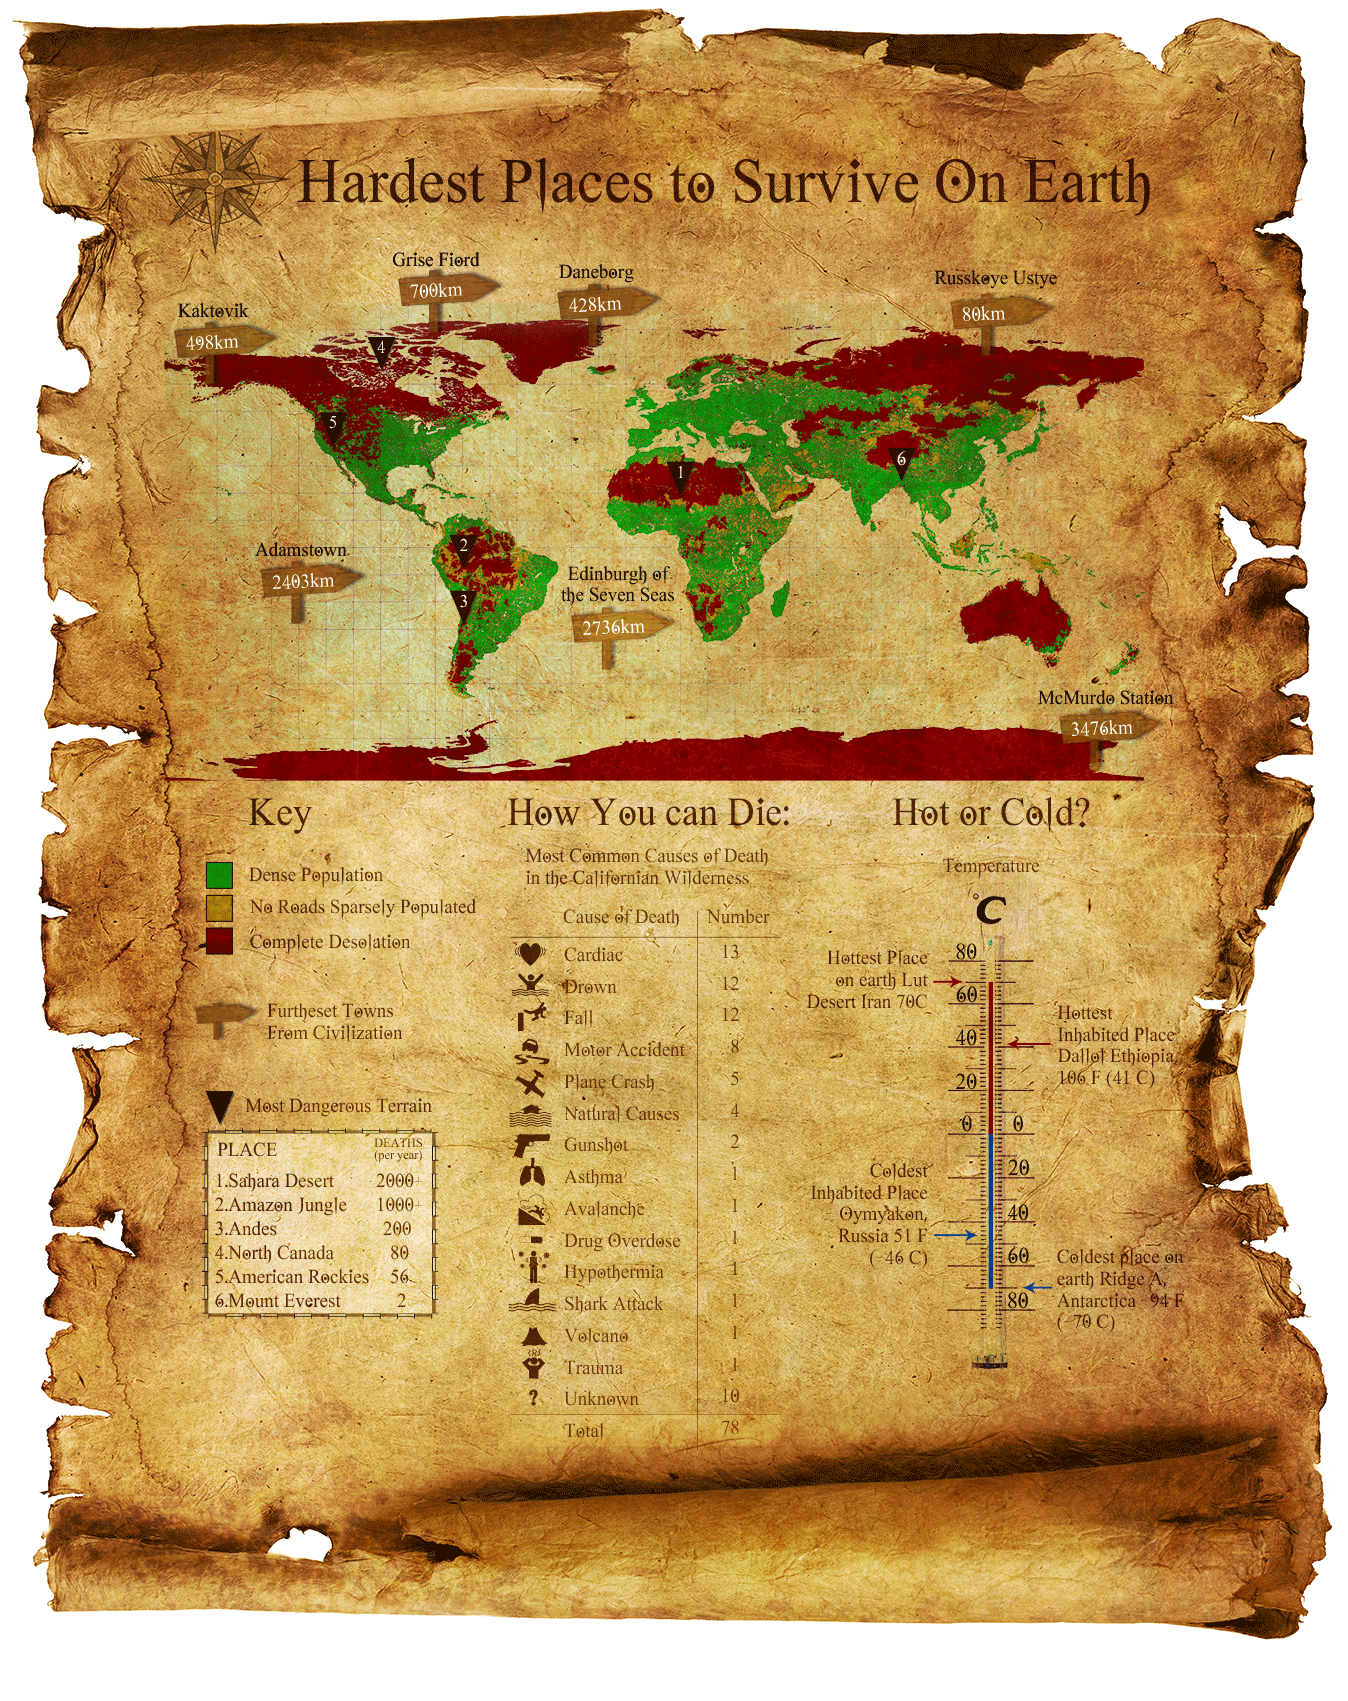 Hardest Places to Survive On Earth
Grise Fiord
700km
Daneborg
428km
Russkoye Ustye
80km
Kaktovik
498km
4
5
1
6
2
3
Adamstown
2403km
Edinburgh of
the Seven Seas
2736km
McMurdo Station
3476km
Key
Dense Population
No Roads Sparsely Populated
Complete Desolation
Furtheset Towns
From Civilization
Most Dangerous Terrain
PLACE DEATHS
(per year)
1.Sahara Desert 2000+
2.Amazon Jungle 1000+
3.Andes 200
4.North Canada 80
5.American Rockies 56
6.Mount Everest 2
How You can Die:
Most Common Causes of Death
in the Californian Wilderness
Cause of Death Number
Cardiac 13
Drown 12
Fall 12
Motor Accident 8
Plane Crash 5
Natural Causes 4
Gunshot 2
Asthma 1
Avalanche 1
Drug Overdose 1
Hypothermia 1
Shark Attack 1
Volcano 1
Trauma 1
? Unknown 10
Total 78
Hot or Cold?
Temperature
°C
80
60
40
20
0 0
20
40
60
80
Hottest Place
on earth Lut
Desert Iran 70C
Hottest
Inhabited Place
Dallol Ethiopia
106 F (41 C)
Coldest
Inhabited Place
Oymyakon,
Russia 51 F
(-46 C)
Coldest place on
earth Ridge A,
Antarctica -94 F
(-70 C)